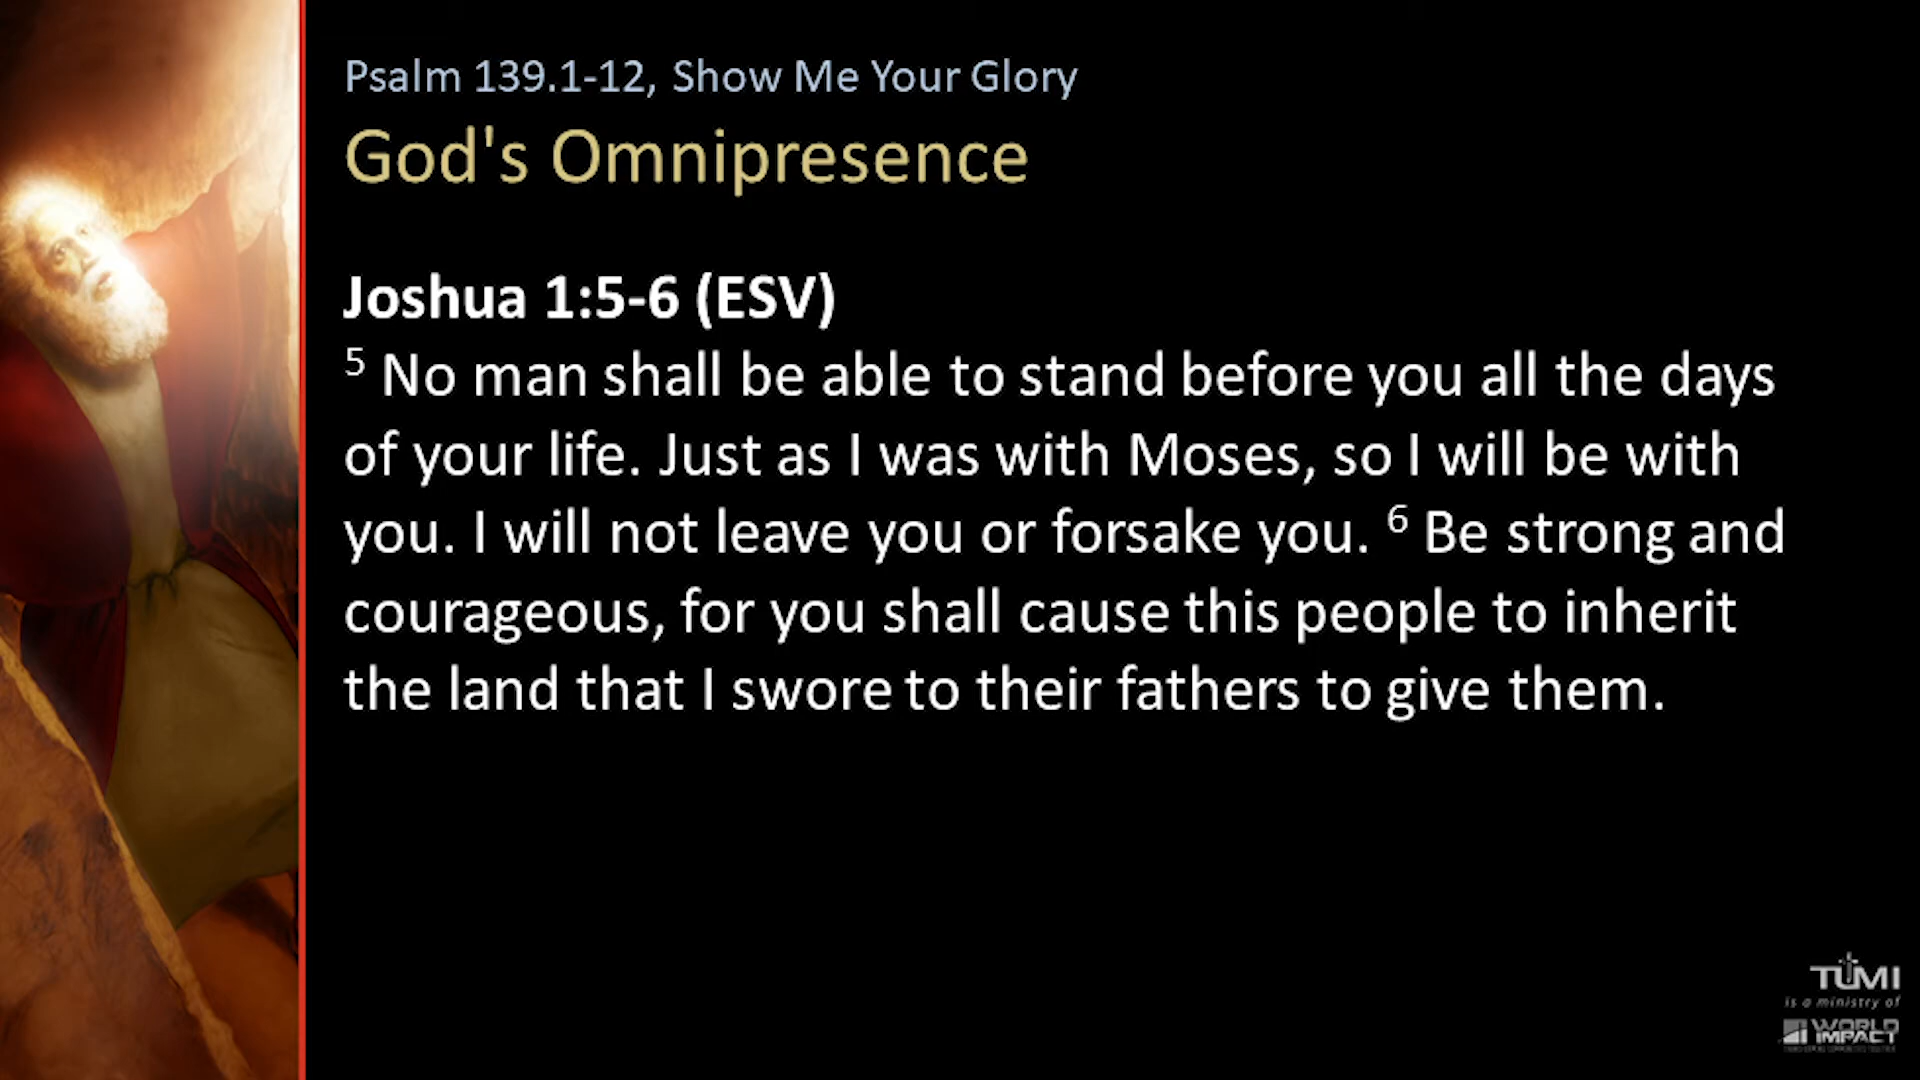 Psalm 139.1-12, Show Me Your Glory
God's Omnipresence
Joshua 1:5-6 (ESV)
5 No man shall be able to stand before you all the days
of your life. Just as I was with Moses, so I will be with
you. I will not leave you or forsake you. 6 Be strong and
courageous, for you shall cause this people to inherit
the land that I swore to their fathers to give them.
TUMI
is a ministry of
WORLD
IMPACT